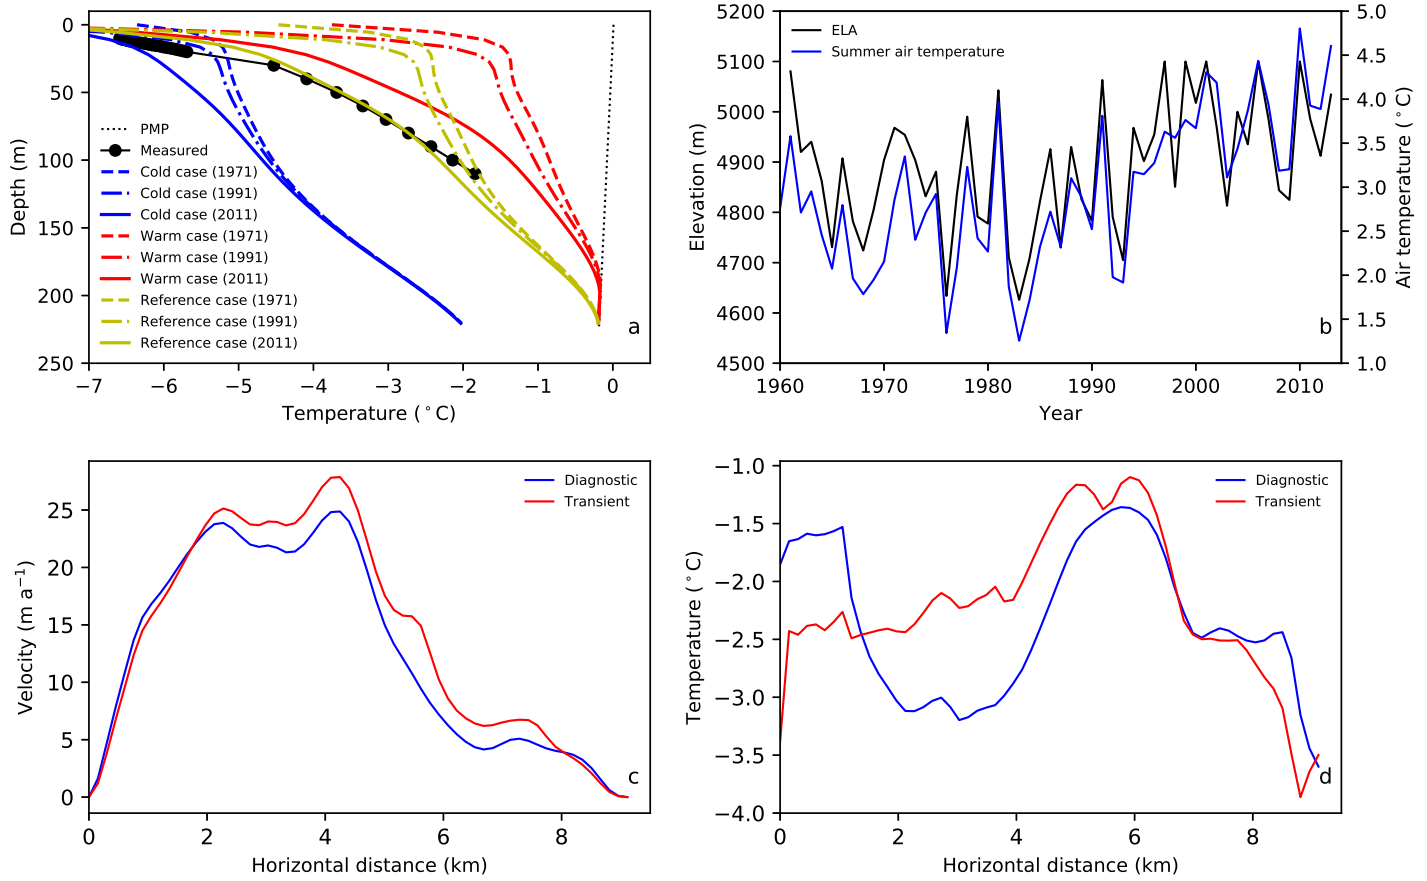 0
50
100
150
200
250
Depth (m)
PMP
Measured
Cold case (1971)
Cold case (1991)
Cold case (2011)
Warm case (1971)
Warm case (1991)
Warm case (2011)
Reference case (1971)
Reference case (1991)
Reference case (2011)
a
−7 −6 −5 −4 −3 −2 −1 0
Temperature (°C)
5200
5100
5000
4900
4800
4700
4600
4500
Elevation (m)
ELA
Summer air temperature
5.0
4.5
4.0
3.5
3.0
2.5
2.0
1.5
1.0
Air temperature (°C)
b
1960 1970 1980 1990 2000 2010
Year
25
20
15
10
5
0
Velocity (m a⁻¹)
Diagnostic
Transient
c
0 2 4 6 8
Horizontal distance (km)
−1.0
−1.5
−2.0
−2.5
−3.0
−3.5
−4.0
Temperature (°C)
Diagnostic
Transient
d
0 2 4 6 8
Horizontal distance (km)